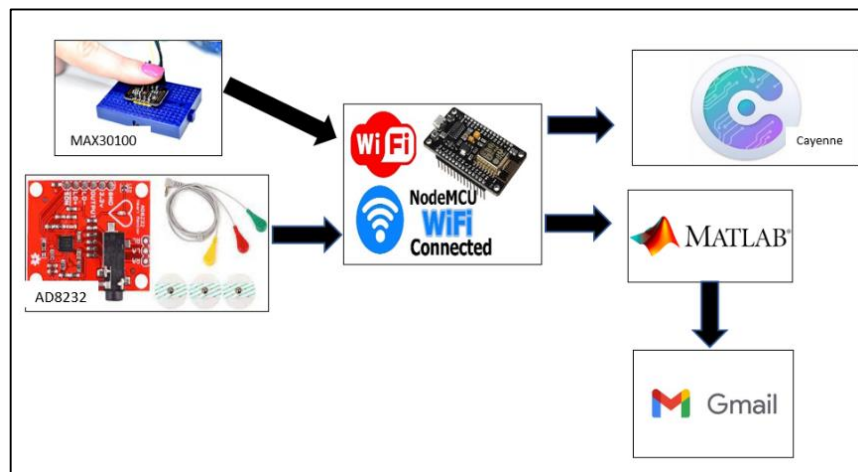 MAX30100
Wi Fi
NodeMCU
WiFi
Connected
Cayenne
AD8232
MATLAB®
Gmail